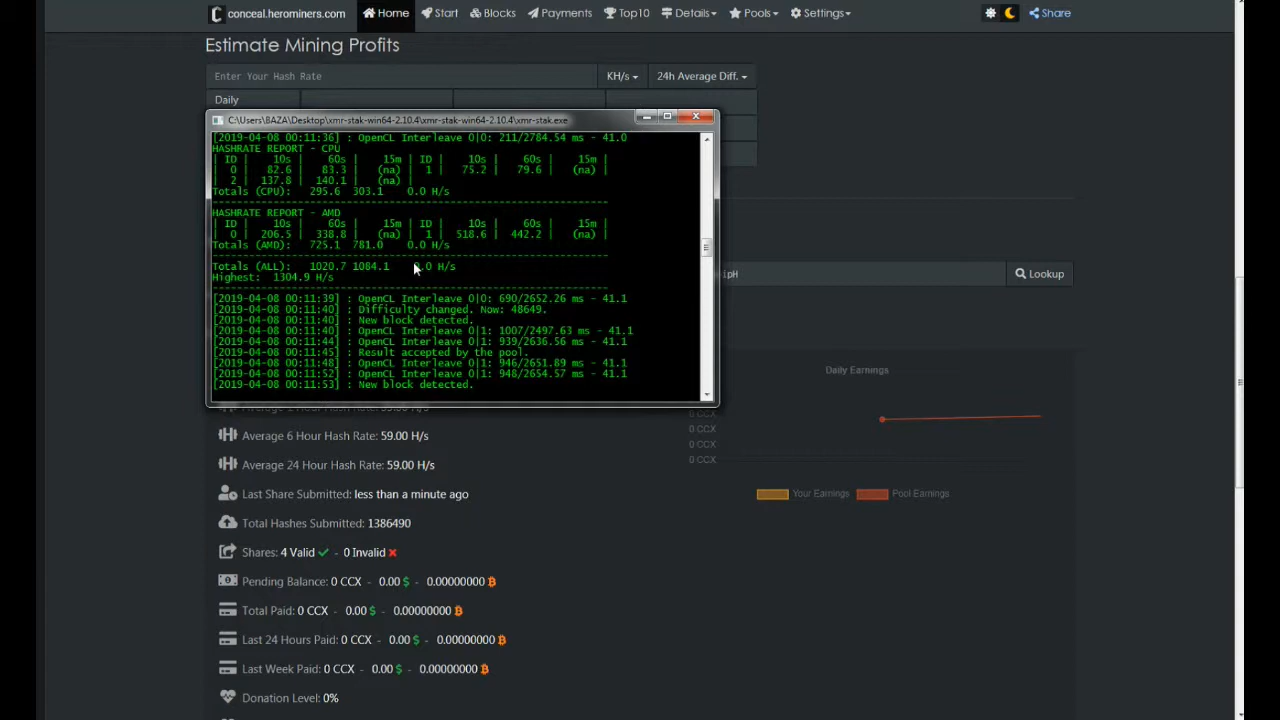 conceal.herominers.com Home Start Blocks Payments Top10 Details Pools Settings Share
Estimate Mining Profits
Enter Your Hash Rate KH/s 24h Average Diff.
Daily
C:\Users\BAZA\Desktop\xmr-stak-win64-2.10.4\xmr-stak-win64-2.10.4\xmr-stak.exe
[2019-04-08 00:11:36] : OpenCL Interleave 0|0: 211/2784.54 ms - 41.0
HASHRATE REPORT - CPU
| ID | 10s | 60s | 15m | ID | 10s | 60s | 15m |
| 0 | 82.6 | 83.3 | (na) | 1 | 75.2 | 79.6 | (na) |
| 2 | 137.8 | 140.1 | (na) |
Totals (CPU): 295.6 303.1 0.0 H/s
HASHRATE REPORT - AMD
| ID | 10s | 60s | 15m | ID | 10s | 60s | 15m |
| 0 | 206.5 | 338.8 | (na) | 1 | 518.6 | 442.2 | (na) |
Totals (AMD): 725.1 781.0 0.0 H/s
Totals (ALL): 1020.7 1084.1 0.0 H/s
Highest: 1304.9 H/s
[2019-04-08 00:11:39] : OpenCL Interleave 0|0: 690/2652.26 ms - 41.1
[2019-04-08 00:11:40] : Difficulty changed. Now: 48649.
[2019-04-08 00:11:40] : New block detected.
[2019-04-08 00:11:40] : OpenCL Interleave 0|1: 1007/2497.63 ms - 41.1
[2019-04-08 00:11:44] : OpenCL Interleave 0|1: 939/2636.56 ms - 41.1
[2019-04-08 00:11:45] : Result accepted by the pool.
[2019-04-08 00:11:48] : OpenCL Interleave 0|1: 946/2651.89 ms - 41.1
[2019-04-08 00:11:52] : OpenCL Interleave 0|1: 948/2654.57 ms - 41.1
[2019-04-08 00:11:53] : New block detected.
ipH Lookup
Daily Earnings
0 CCX
0 CCX
0 CCX
0 CCX
Your Earnings Pool Earnings
Average 6 Hour Hash Rate: 59.00 H/s
Average 24 Hour Hash Rate: 59.00 H/s
Last Share Submitted: less than a minute ago
Total Hashes Submitted: 1386490
Shares: 4 Valid - 0 Invalid
Pending Balance: 0 CCX - 0.00 $ - 0.00000000
Total Paid: 0 CCX - 0.00 $ - 0.00000000
Last 24 Hours Paid: 0 CCX - 0.00 $ - 0.00000000
Last Week Paid: 0 CCX - 0.00 $ - 0.00000000
Donation Level: 0%